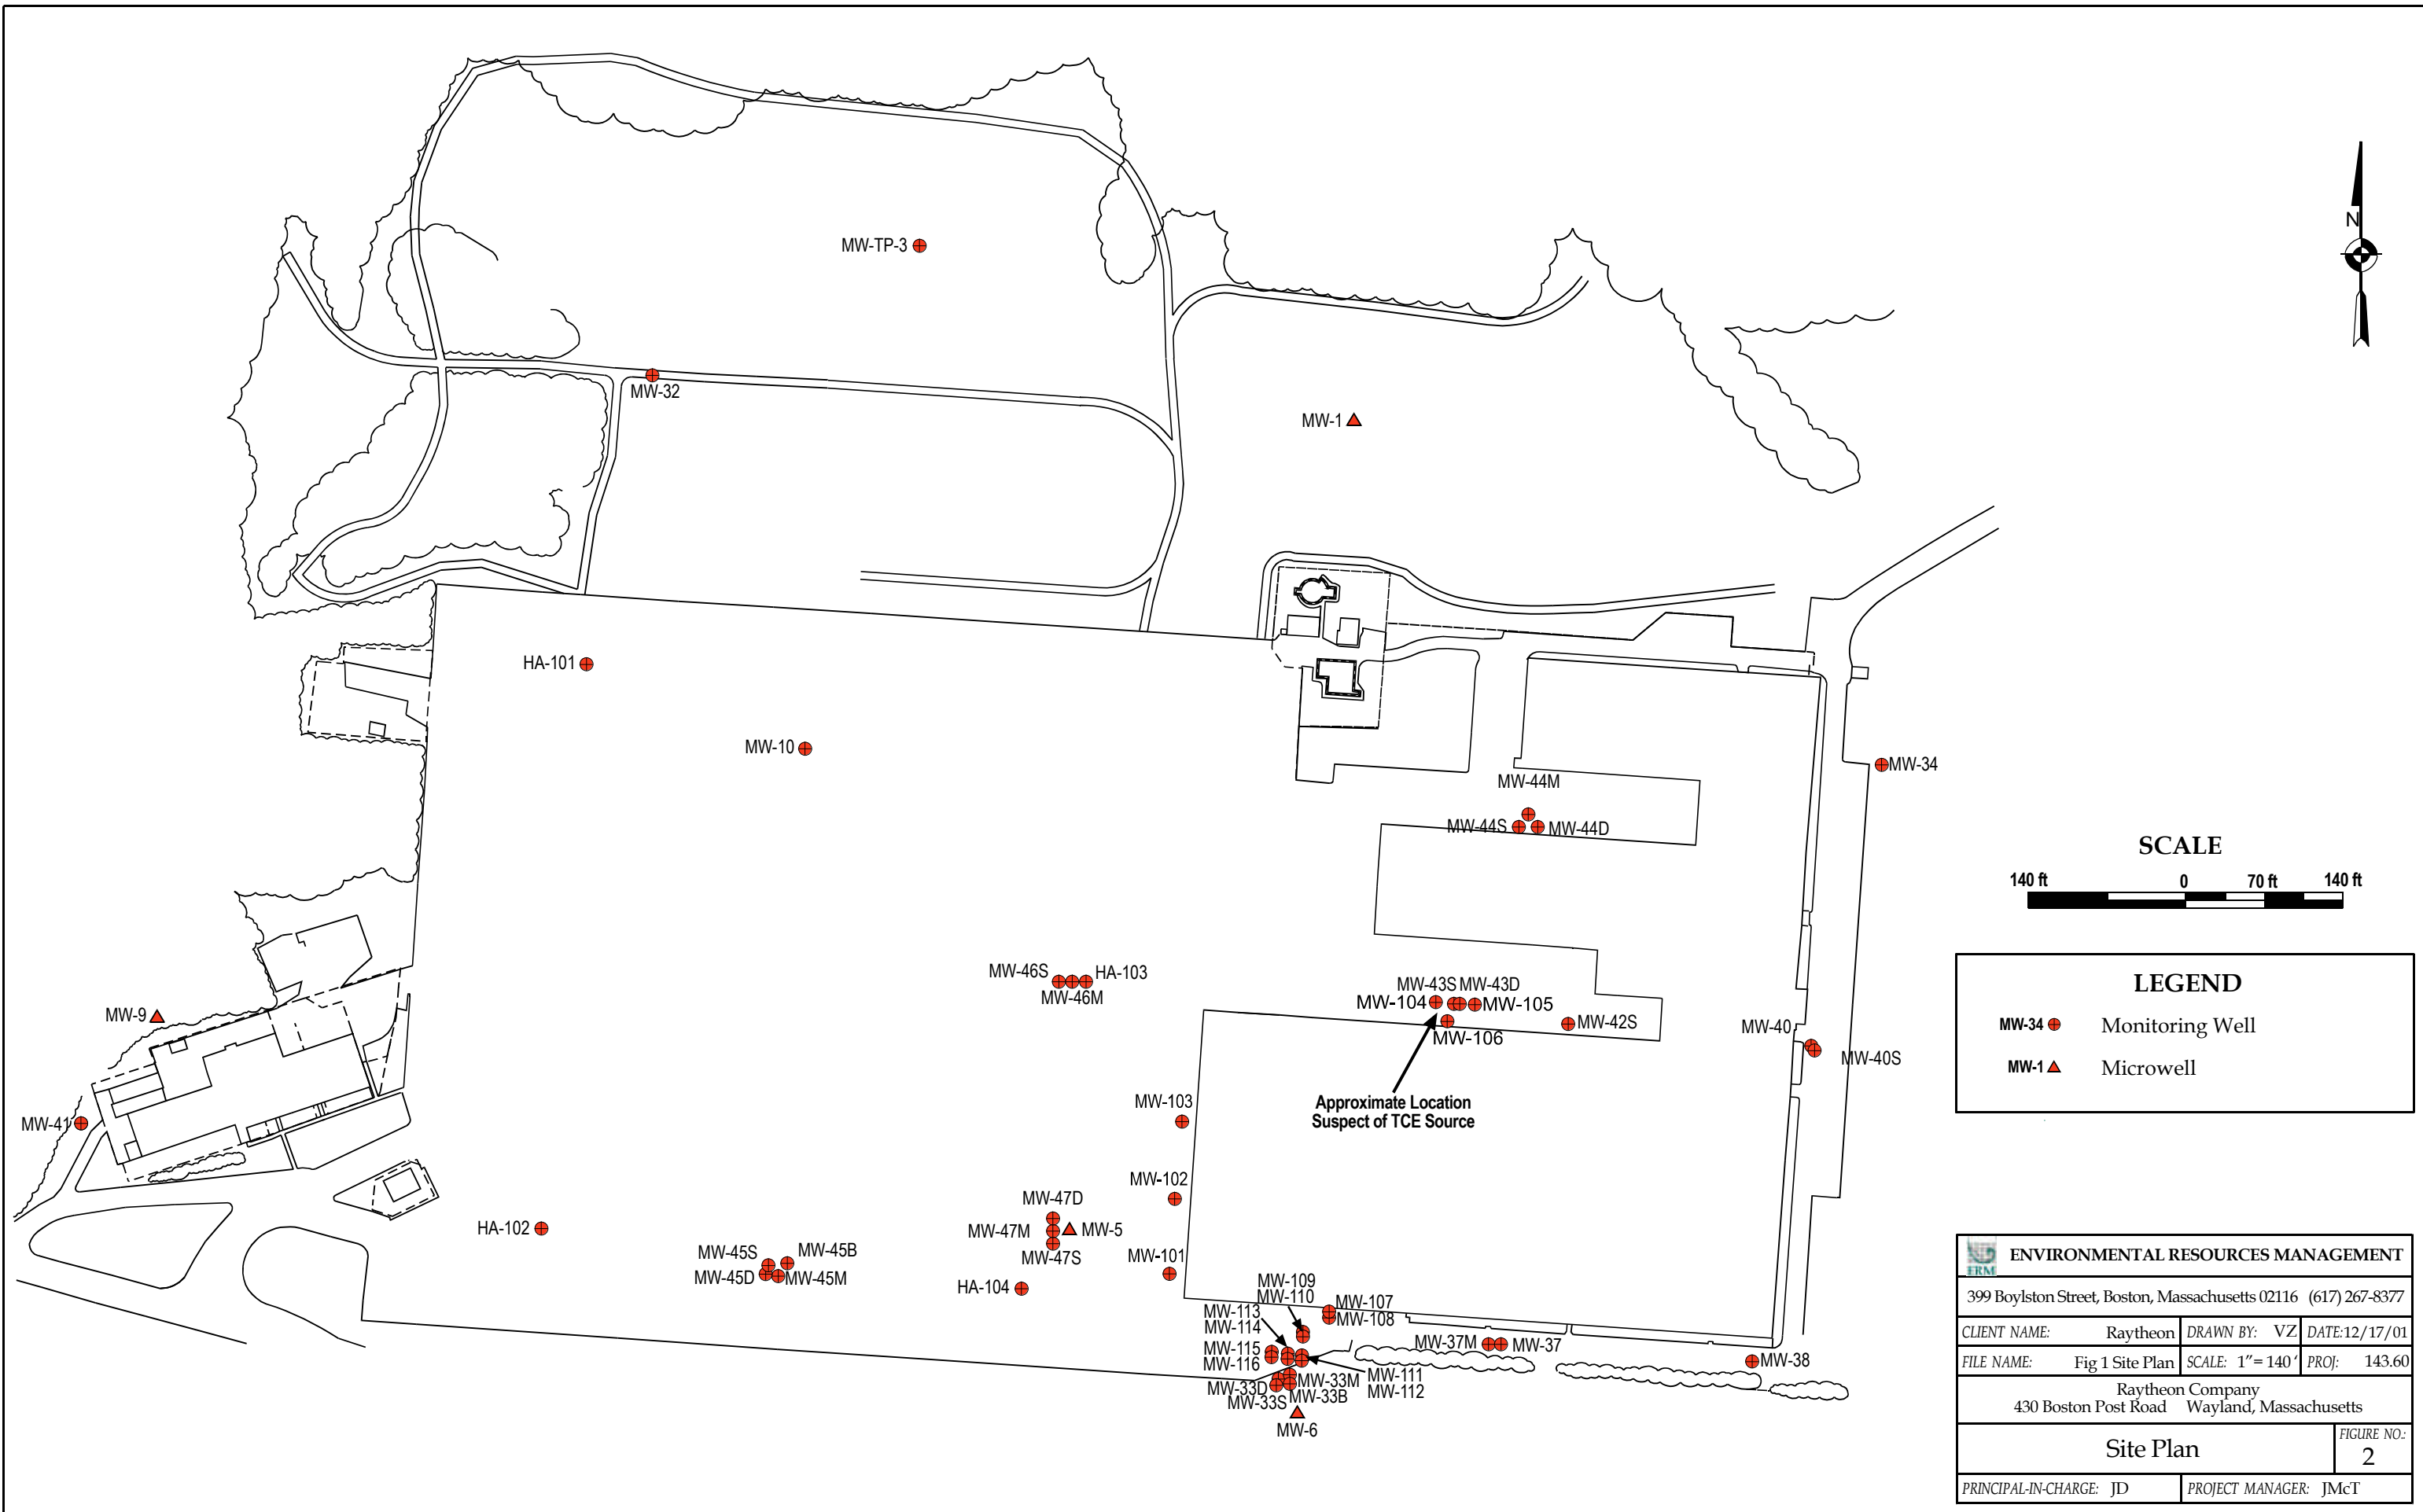 MW-TP-3
N
MW-32
MW-1
HA-101
MW-10
MW-34
MW-44M
MW-44S
MW-44D
SCALE
140 ft 0 70 ft 140 ft
MW-46S
HA-103
MW-46M
MW-43S MW-43D
MW-104
MW-105
MW-42S
MW-106
MW-9
MW-40
MW-40S
LEGEND
MW-34 Monitoring Well
MW-1 Microwell
MW-41
MW-103
Approximate Location
Suspect of TCE Source
MW-102
MW-47D
MW-47M
MW-5
MW-47S
HA-102
MW-45S
MW-45B
MW-45D
MW-45M
MW-101
HA-104
MW-109
MW-110
MW-107
MW-108
MW-113
MW-114
MW-115
MW-116
MW-37M
MW-37
MW-38
MW-111
MW-112
MW-33D
MW-33M
MW-33S
MW-33B
MW-6
ERM
ENVIRONMENTAL RESOURCES MANAGEMENT
399 Boylston Street, Boston, Massachusetts 02116 (617) 267-8377
CLIENT NAME: Raytheon DRAWN BY: VZ DATE:12/17/01
FILE NAME: Fig 1 Site Plan SCALE: 1"= 140' PROJ: 143.60
Raytheon Company
430 Boston Post Road Wayland, Massachusetts
Site Plan
FIGURE NO.:
2
PRINCIPAL-IN-CHARGE: JD PROJECT MANAGER: JMcT